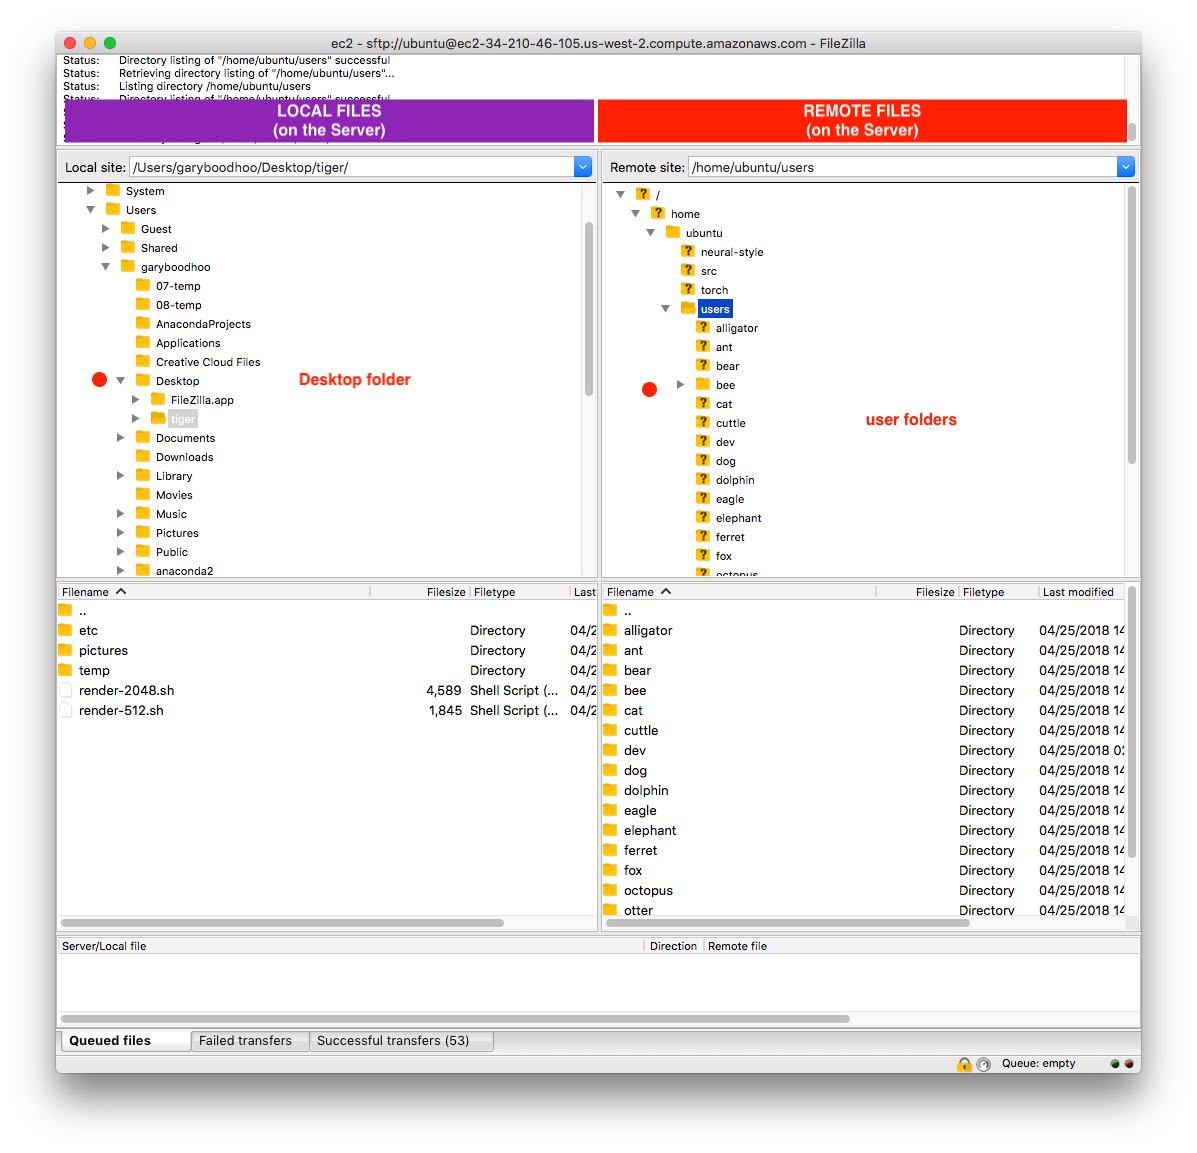 ec2 - sftp://ubuntu@ec2-34-210-46-105.us-west-2.compute.amazonaws.com - FileZilla
Status: Directory listing of "/home/ubuntu/users" successful
Status: Retrieving directory listing of "/home/ubuntu/users"...
Status: Listing directory /home/ubuntu/users
Status: Directory listing of "/home/ubuntu/users" successful
LOCAL FILES
(on the Server)
REMOTE FILES
(on the Server)
Local site: /Users/garyboodhoo/Desktop/tiger/
System
Users
Guest
Shared
garyboodhoo
07-temp
08-temp
AnacondaProjects
Applications
Creative Cloud Files
Desktop
FileZilla.app
tiger
Documents
Downloads
Library
Movies
Music
Pictures
Public
anaconda2
Desktop folder
Remote site: /home/ubuntu/users
/
home
ubuntu
neural-style
src
torch
users
alligator
ant
bear
bee
cat
cuttle
dev
dog
dolphin
eagle
elephant
ferret
fox
octopus
user folders
Filename Filesize Filetype Last
..
etc Directory 04/2
pictures Directory 04/2
temp Directory 04/2
render-2048.sh 4,589 Shell Script (... 04/2
render-512.sh 1,845 Shell Script (... 04/2
Filename Filesize Filetype Last modified
..
alligator Directory 04/25/2018 14
ant Directory 04/25/2018 14
bear Directory 04/25/2018 14
bee Directory 04/25/2018 14
cat Directory 04/25/2018 14
cuttle Directory 04/25/2018 14
dev Directory 04/25/2018 02
dog Directory 04/25/2018 14
dolphin Directory 04/25/2018 14
eagle Directory 04/25/2018 14
elephant Directory 04/25/2018 14
ferret Directory 04/25/2018 14
fox Directory 04/25/2018 14
octopus Directory 04/25/2018 14
otter Directory 04/25/2018 14
Server/Local file Direction Remote file
Queued files Failed transfers Successful transfers (53)
Queue: empty